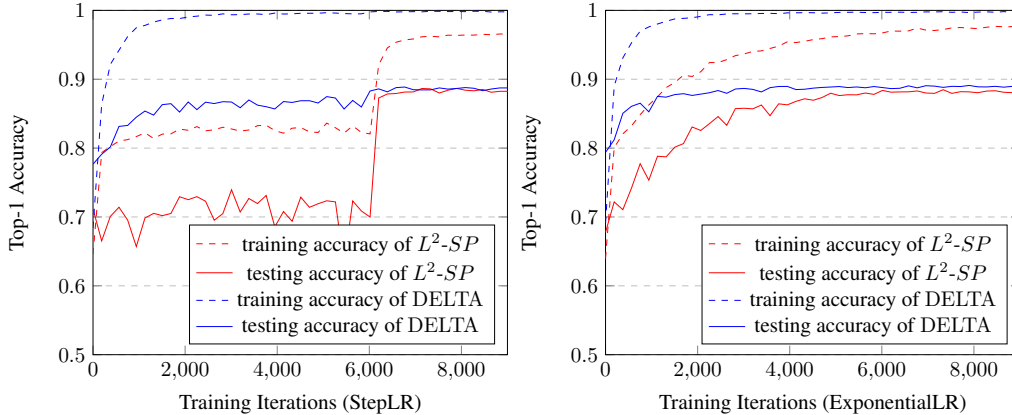 1
0.9
0.8
0.7
0.6
0.5
0
2,000
4,000
6,000
8,000
Top-1 Accuracy
Training Iterations (StepLR)
training accuracy of L²-SP
testing accuracy of L²-SP
training accuracy of DELTA
testing accuracy of DELTA
1
0.9
0.8
0.7
0.6
0.5
0
2,000
4,000
6,000
8,000
Top-1 Accuracy
Training Iterations (ExponentialLR)
training accuracy of L²-SP
testing accuracy of L²-SP
training accuracy of DELTA
testing accuracy of DELTA